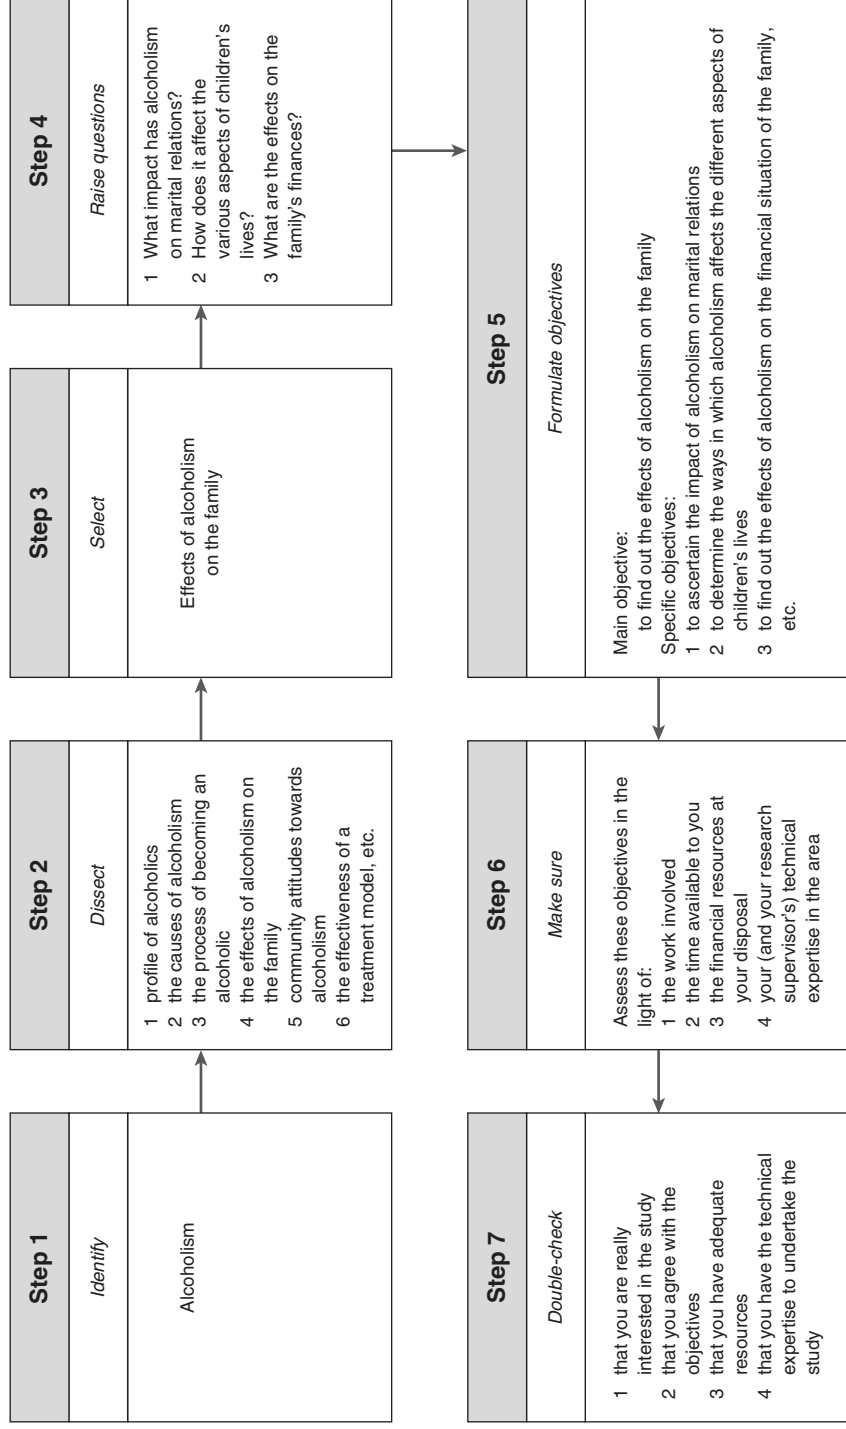 Step 1
Identify
Alcoholism
Step 2
Dissect
1 profile of alcoholics
2 the causes of alcoholism
3 the process of becoming an
alcoholic
4 the effects of alcoholism on
the family
5 community attitudes towards
alcoholism
6 the effectiveness of a
treatment model, etc.
Step 3
Select
Effects of alcoholism
on the family
Step 4
Raise questions
1 What impact has alcoholism
on marital relations?
2 How does it affect the
various aspects of children's
lives?
3 What are the effects on the
family's finances?
Step 5
Formulate objectives
Main objective:
to find out the effects of alcoholism on the family
Specific objectives:
1 to ascertain the impact of alcoholism on marital relations
2 to determine the ways in which alcoholism affects the different aspects of
children's lives
3 to find out the effects of alcoholism on the financial situation of the family,
etc.
Step 6
Make sure
Assess these objectives in the
light of:
1 the work involved
2 the time available to you
3 the financial resources at
your disposal
4 your (and your research
supervisor's) technical
expertise in the area
Step 7
Double-check
1 that you are really
interested in the study
2 that you agree with the
objectives
3 that you have adequate
resources
4 that you have the technical
expertise to undertake the
study